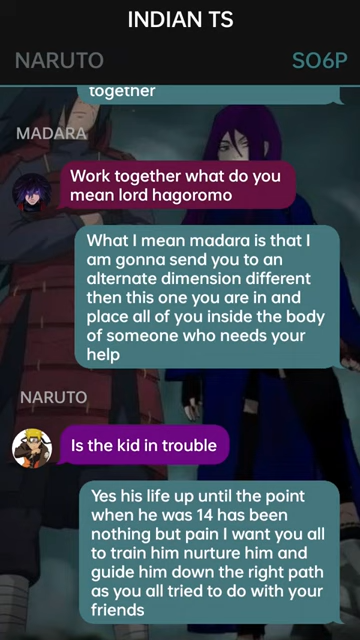 INDIAN TS
NARUTO
SO6P
together
MADARA
Work together what do you
mean lord hagoromo
What I mean madara is that I
am gonna send you to an
alternate dimension different
then this one you are in and
place all of you inside the body
of someone who needs your
help
NARUTO
Is the kid in trouble
Yes his life up until the point
when he was 14 has been
nothing but pain I want you all
to train him nurture him and
guide him down the right path
as you all tried to do with your
friends